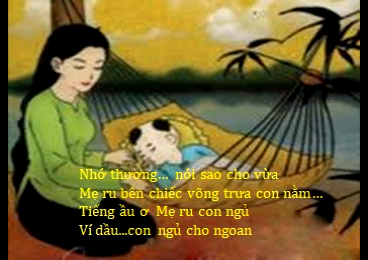 Nhớ thương... nói sao cho vừa
Mẹ ru bên chiếc võng trưa con nằm...
Tiếng ầu ơ Mẹ ru con ngủ
Ví dầu...con ngủ cho ngoan